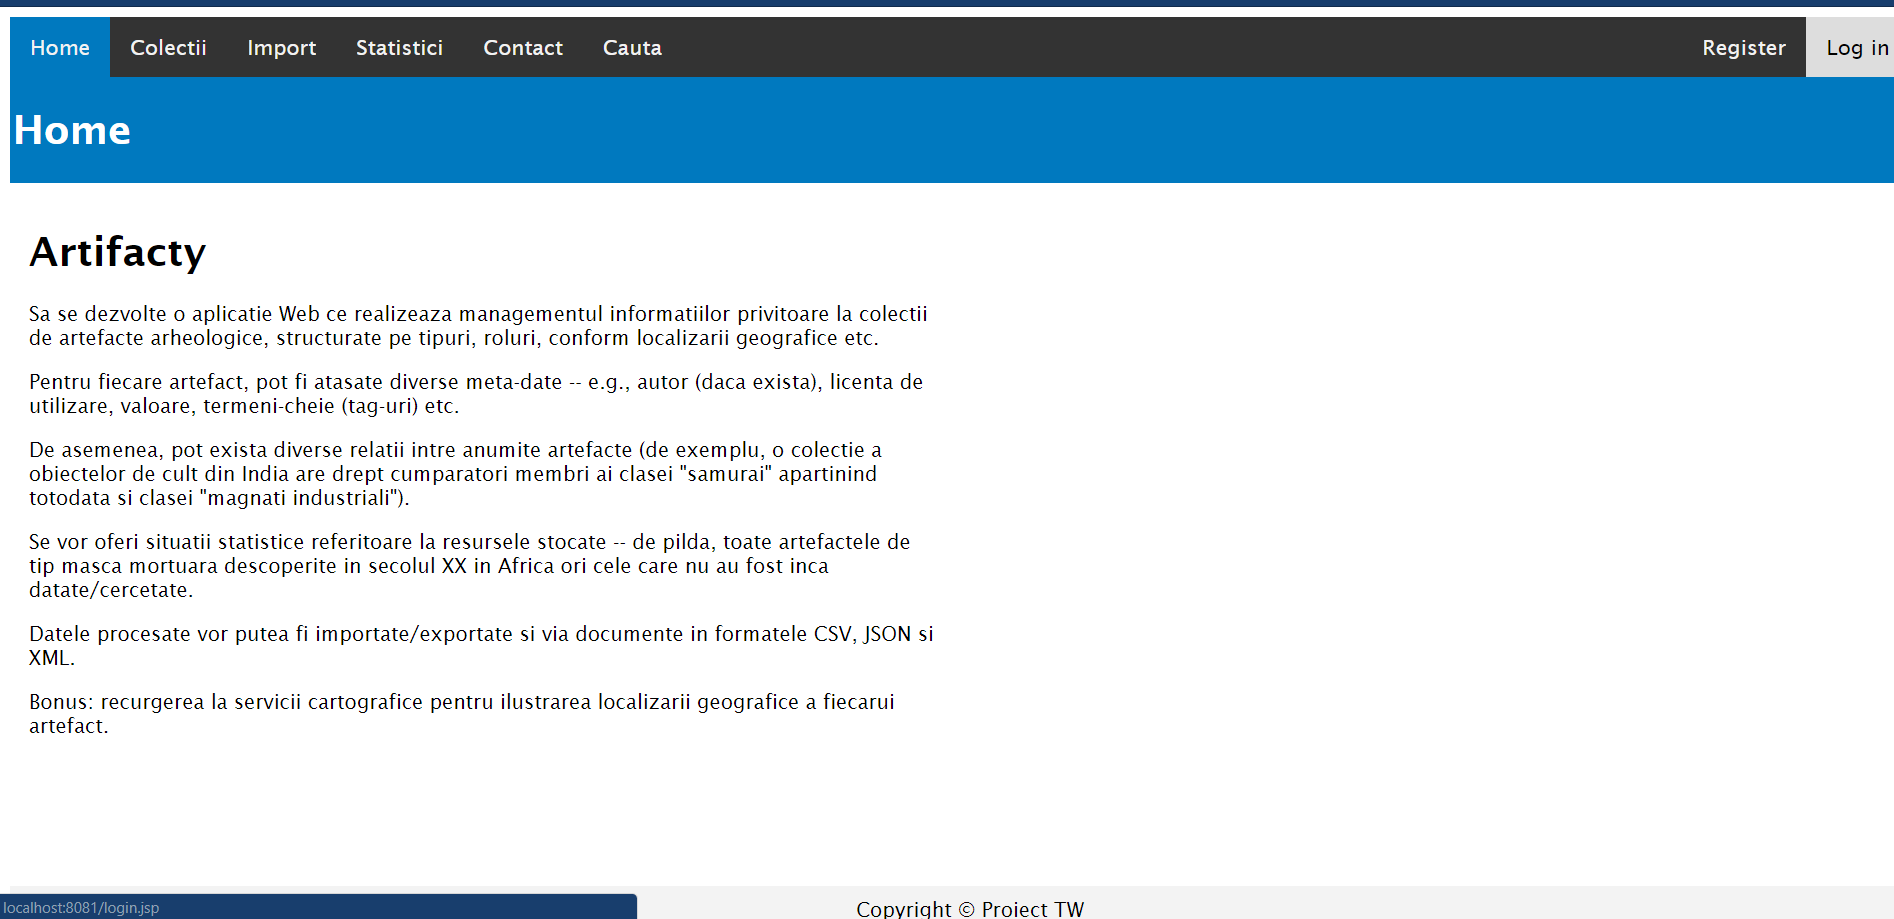 Home Colectii Import Statistici Contact Cauta Register Log in
Home
Artifacty
Sa se dezvolte o aplicatie Web ce realizeaza managementul informatiilor privitoare la colectii
de artefacte arheologice, structurate pe tipuri, roluri, conform localizarii geografice etc.
Pentru fiecare artefact, pot fi atasate diverse meta-date -- e.g., autor (daca exista), licenta de
utilizare, valoare, termeni-cheie (tag-uri) etc.
De asemenea, pot exista diverse relatii intre anumite artefacte (de exemplu, o colectie a
obiectelor de cult din India are drept cumparatori membri ai clasei "samurai" apartinind
totodata si clasei "magnati industriali").
Se vor oferi situatii statistice referitoare la resursele stocate -- de pilda, toate artefactele de
tip masca mortuara descoperite in secolul XX in Africa ori cele care nu au fost inca
datate/cercetate.
Datele procesate vor putea fi importate/exportate si via documente in formatele CSV, JSON si
XML.
Bonus: recurgerea la servicii cartografice pentru ilustrarea localizarii geografice a fiecarui
artefact.
localhost:8081/login.jsp
Copyright © Proiect TW